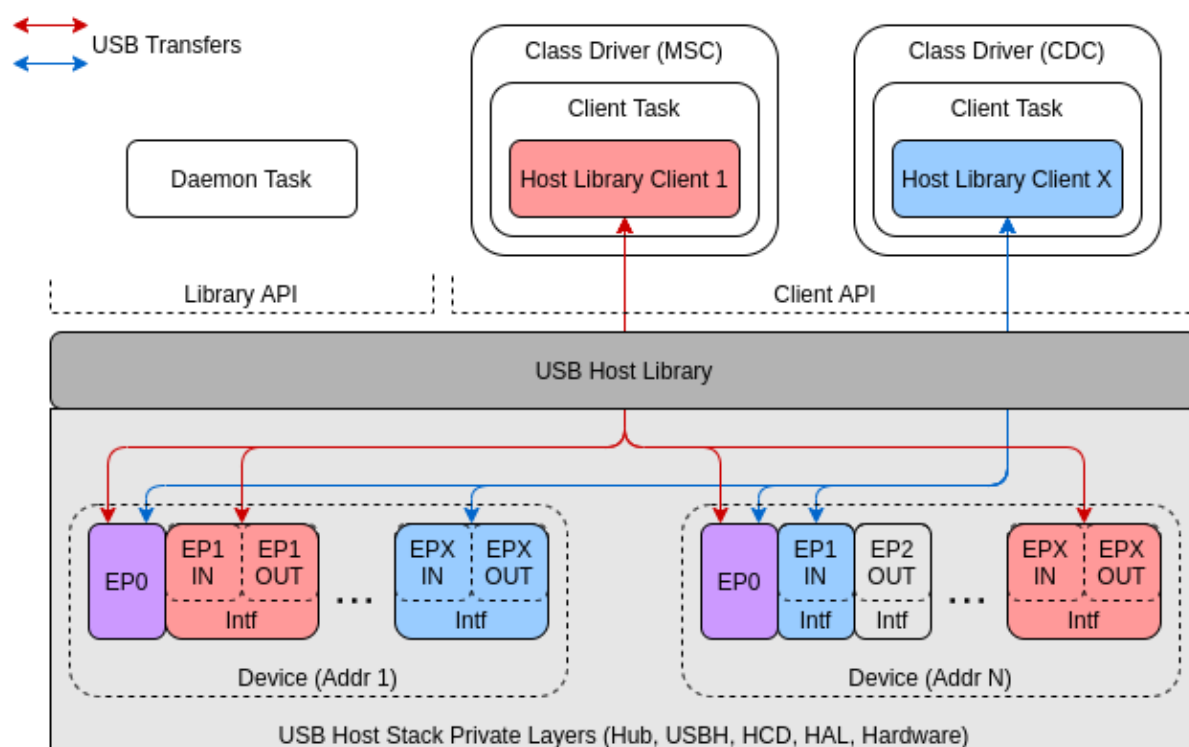 USB Transfers
Class Driver (MSC)
Class Driver (CDC)
Client Task
Client Task
Daemon Task
Host Library Client 1
Host Library Client X
Library API
Client API
USB Host Library
EP0
EP1
IN
EP1
OUT
Intf
...
EPX
IN
EPX
OUT
Intf
Device (Addr 1)
EP0
EP1
IN
Intf
EP2
OUT
Intf
...
EPX
IN
EPX
OUT
Intf
Device (Addr N)
USB Host Stack Private Layers (Hub, USBH, HCD, HAL, Hardware)